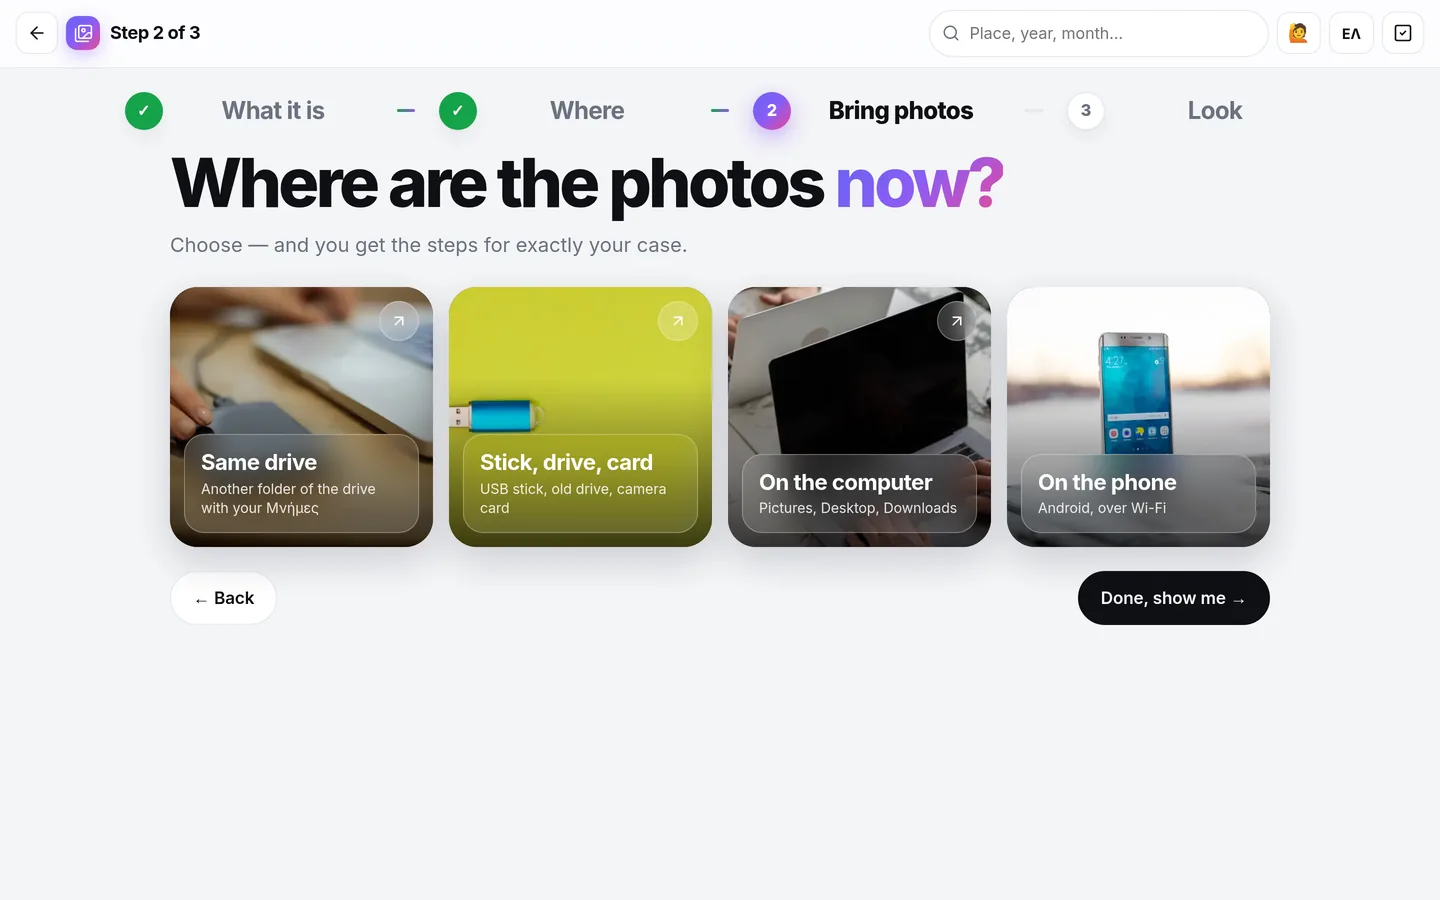 Step 2 of 3
Place, year, month...
ΕΛ
✓ What it is
✓ Where
2 Bring photos
3 Look
Where are the photos now?
Choose — and you get the steps for exactly your case.
Same drive
Another folder of the drive
with your Μνήμες
Stick, drive, card
USB stick, old drive, camera
card
On the computer
Pictures, Desktop, Downloads
4:27
On the phone
Android, over Wi-Fi
← Back
Done, show me →